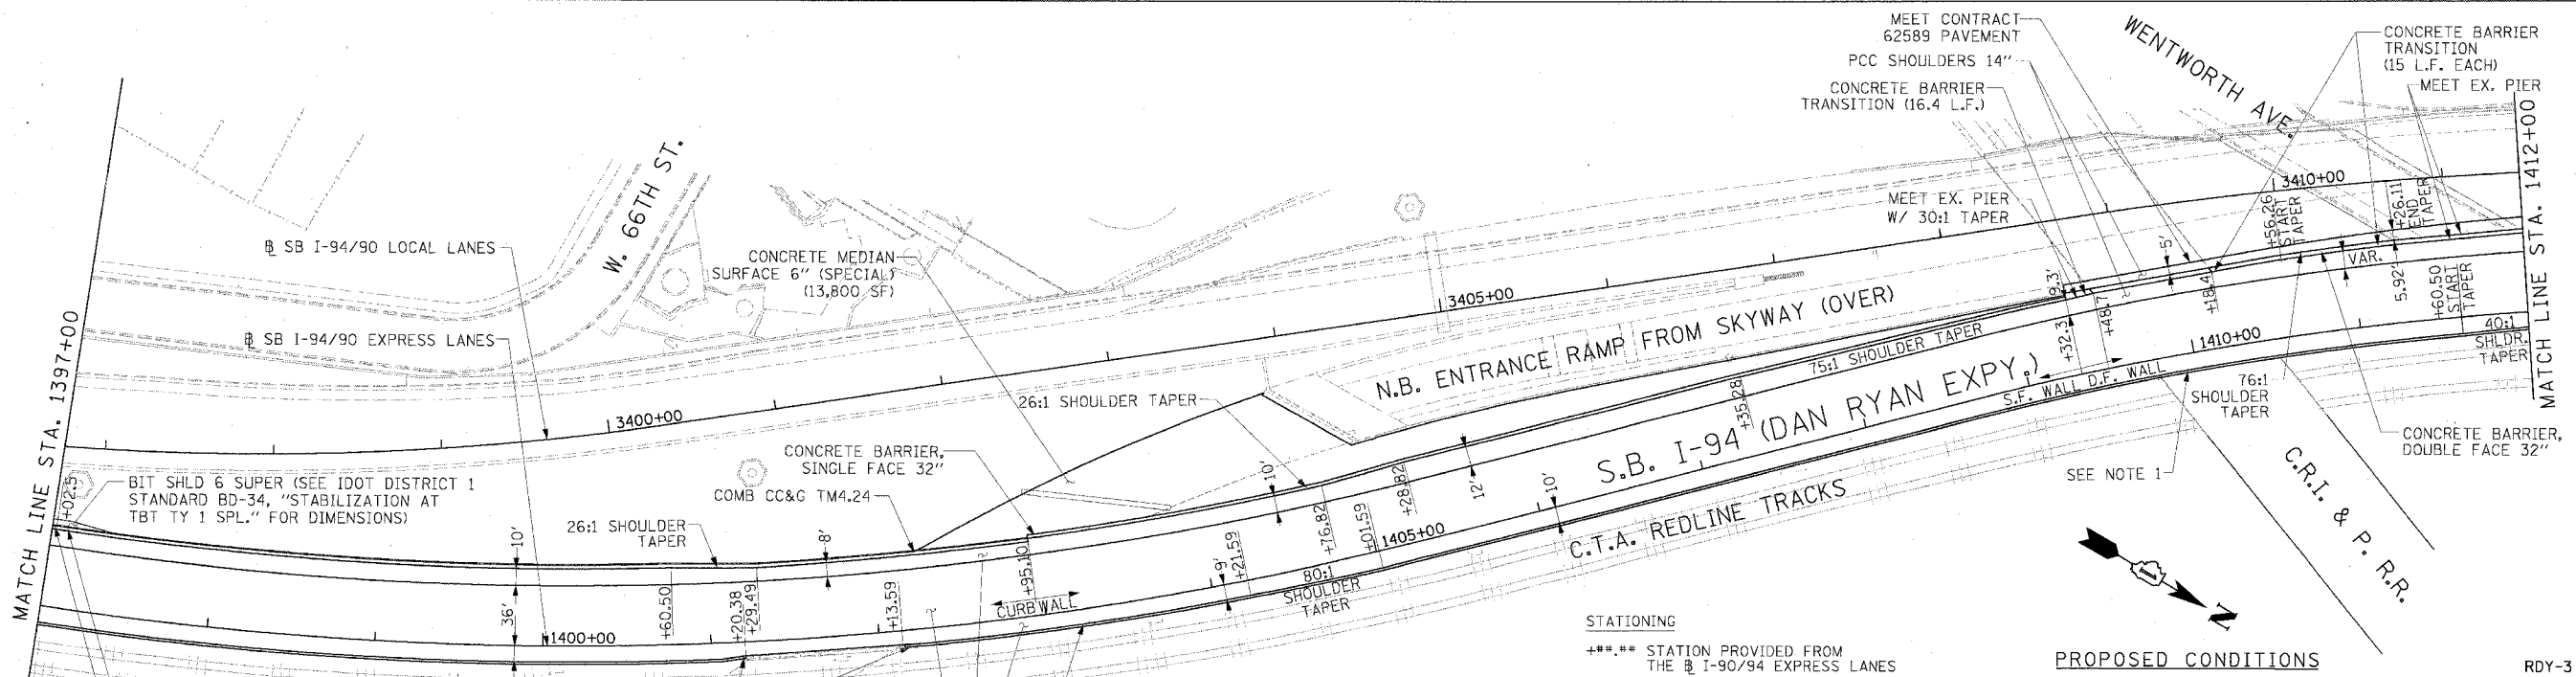 MEET CONTRACT
62589 PAVEMENT
PCC SHOULDERS 14"
CONCRETE BARRIER
TRANSITION (16.4 L.F.)
WENTWORTH AVE.
CONCRETE BARRIER
TRANSITION
(15 L.F. EACH)
MEET EX. PIER
MATCH LINE STA. 1397+00
W. 66TH ST.
℄ SB I-94/90 LOCAL LANES
CONCRETE MEDIAN
SURFACE 6" (SPECIAL)
(13,800 SF)
MEET EX. PIER
W/ 30:1 TAPER
3410+00
+56.26
START
TAPER
+26.11
END
TAPER
MATCH LINE STA. 1412+00
℄ SB I-94/90 EXPRESS LANES
3400+00
3405+00
N.B. ENTRANCE RAMP FROM SKYWAY (OVER)
26:1 SHOULDER TAPER
75:1 SHOULDER TAPER
9.3'
5'
+18.4
VAR.
5.92'
+60.50
START
TAPER
+32.3
+48.7
1410+00
40:1
SHLDR.
TAPER
+35.28
S.F. WALL
D.F. WALL
76:1
SHOULDER
TAPER
CONCRETE BARRIER,
DOUBLE FACE 32"
+02.5
BIT SHLD 6 SUPER (SEE IDOT DISTRICT 1
STANDARD BD-34, "STABILIZATION AT
TBT TY 1 SPL." FOR DIMENSIONS)
CONCRETE BARRIER,
SINGLE FACE 32"
COMB CC&G TM4.24
26:1 SHOULDER
TAPER
10'
8'
10'
12'
10'
S.B. I-94 (DAN RYAN EXPY.)
SEE NOTE 1
C.R.I. & P. R.R.
+28.82
+76.82
+01.59
1405+00
C.T.A. REDLINE TRACKS
36'
1400+00
+60.50
+20.38
+29.49
+13.59
+95.10
CURB WALL
9'
+21.59
80:1
SHOULDER
TAPER
STATIONING
+**.** STATION PROVIDED FROM
THE ℄ I-90/94 EXPRESS LANES
N
PROPOSED CONDITIONS
RDY-3